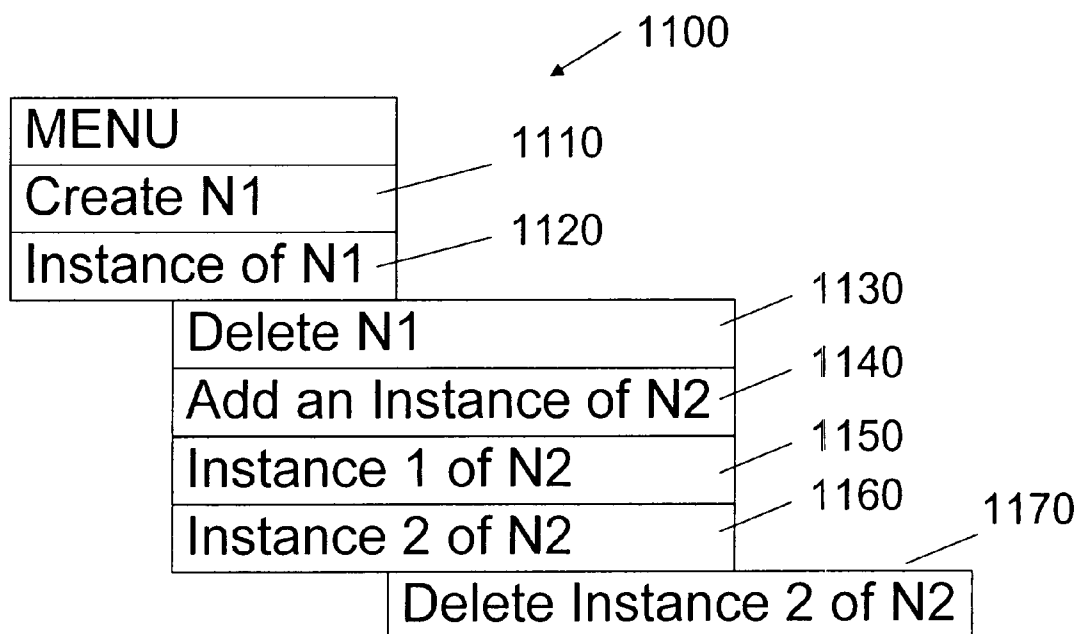 1100
MENU
1110
Create N1
1120
Instance of N1
1130
Delete N1
1140
Add an Instance of N2
1150
Instance 1 of N2
1160
Instance 2 of N2
1170
Delete Instance 2 of N2